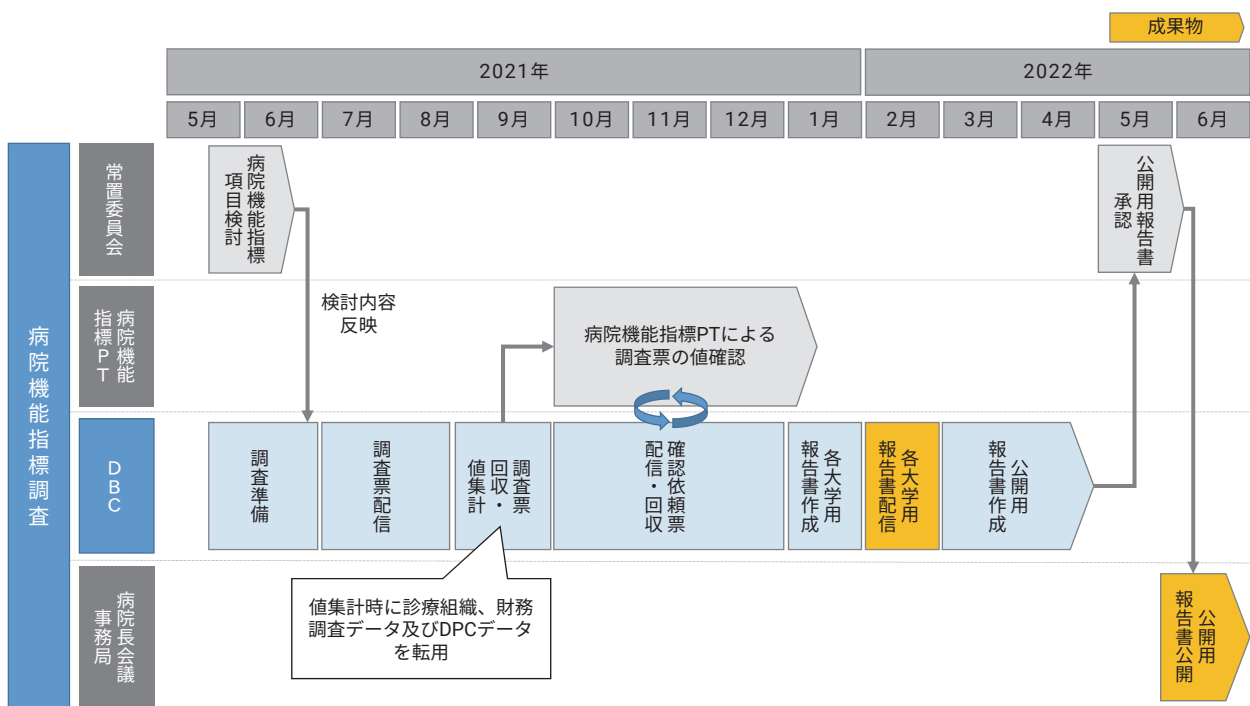 成果物
2021年
2022年
5月
6月
7月
8月
9月
10月
11月
12月
1月
2月
3月
4月
5月
6月
病院機能指標調査
常置委員会
病院機能指標
項目検討
公開用報告書
承認
検討内容
反映
病院機能
指標PT
病院機能指標PTによる
調査票の値確認
DBC
調査準備
調査票配信
調査票
回収・
値集計
確認依頼票
配信・回収
各大学用
報告書作成
各大学用
報告書配信
公開用
報告書作成
値集計時に診療組織、財務
調査データ及びDPCデータ
を転用
病院長会議
事務局
公開用
報告書公開